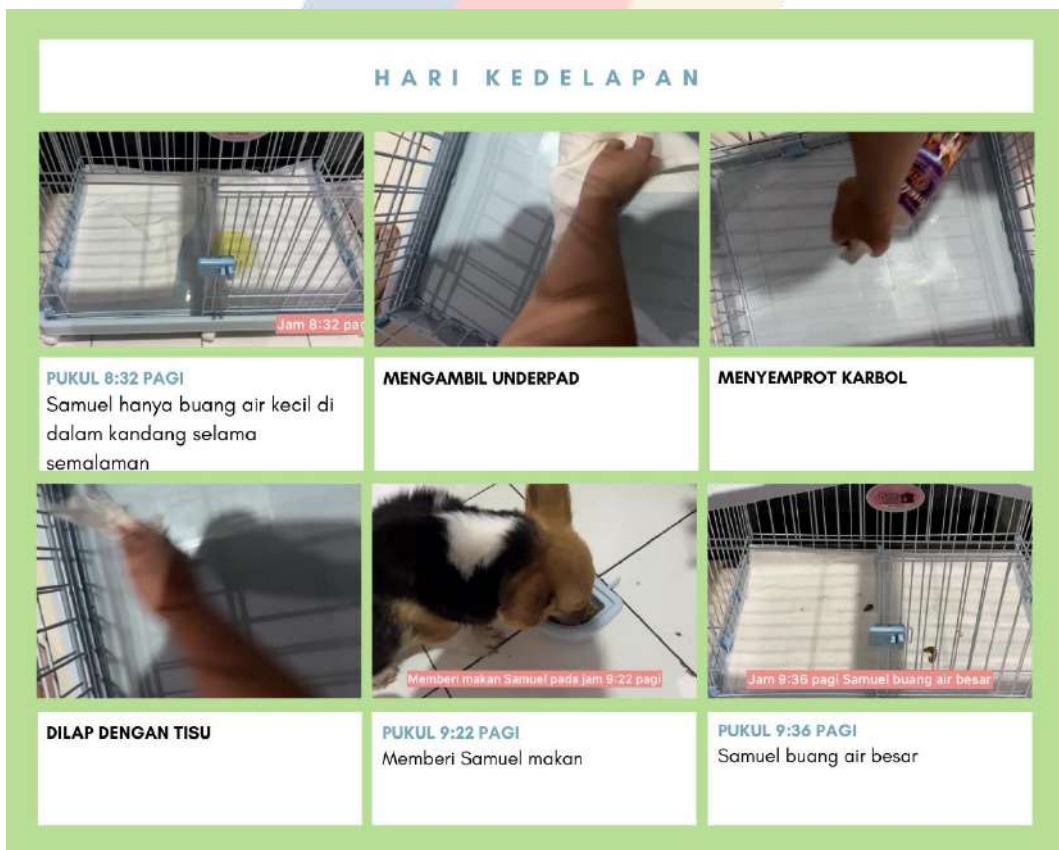 HARI KEDELAPAN
Jam 8:32 pag
PUKUL 8:32 PAGI
Samuel hanya buang air kecil di
dalam kandang selama
semalaman
MENGAMBIL UNDERPAD
MENYEMPROT KARBOL
Memberi makan Samuel pada jam 9:22 pagi
Jam 9:36 pagi Samuel buang air besar
DILAP DENGAN TISU
PUKUL 9:22 PAGI
Memberi Samuel makan
PUKUL 9:36 PAGI
Samuel buang air besar